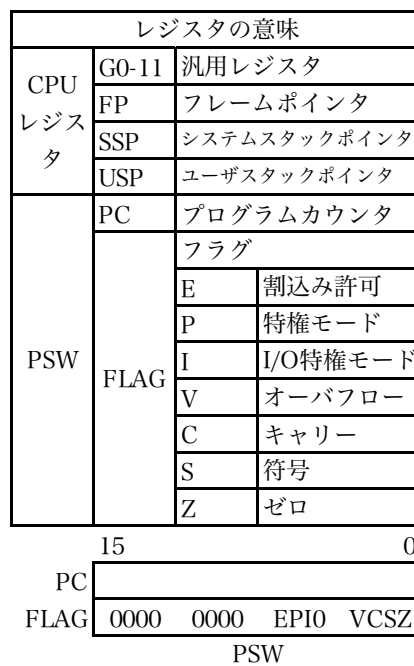 レジスタの意味
CPU
レジス
タ
G0-11 汎用レジスタ
FP フレームポインタ
SSP システムスタックポインタ
USP ユーザスタックポインタ
PSW
PC プログラムカウンタ
FLAG
フラグ
E 割込み許可
P 特権モード
I I/O特権モード
V オーバフロー
C キャリー
S 符号
Z ゼロ
15 0
PC
FLAG 0000 0000 EPI0 VCSZ
PSW